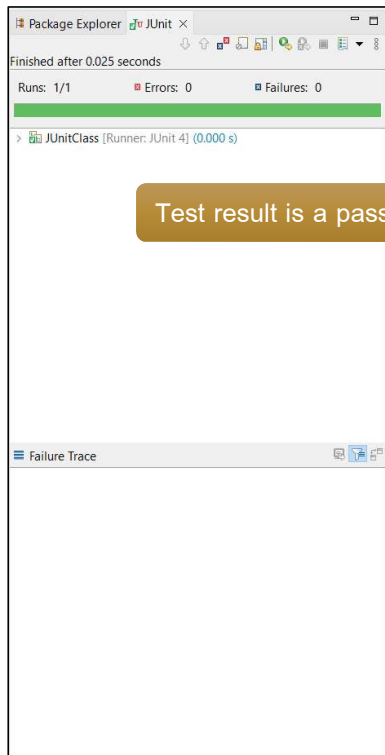 Package Explorer JUnit
Finished after 0.025 seconds
Runs: 1/1 Errors: 0 Failures: 0
JUnitClass [Runner: JUnit 4] (0.000 s)
Test result is a pass
Failure Trace